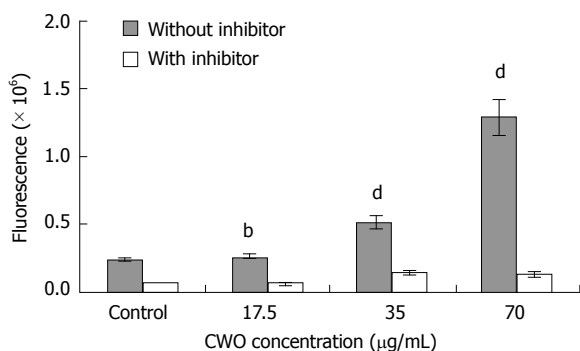 Fluorescence (× 10⁶)
2.0
1.5
1.0
0.5
0.0
Without inhibitor
With inhibitor
b
d
d
Control
17.5
35
70
CWO concentration (μg/mL)